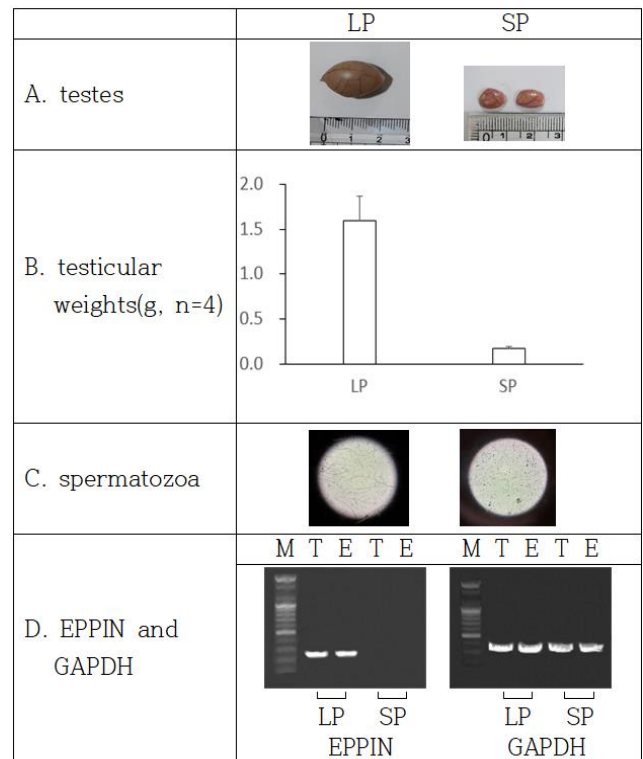 LP SP
A. testes
0 1 2 3
0 1 2 3
B. testicular
weights(g, n=4)
2.0
1.5
1.0
0.5
0.0
LP SP
C. spermatozoa
M T E T E M T E T E
D. EPPIN and
GAPDH
LP SP LP SP
EPPIN GAPDH